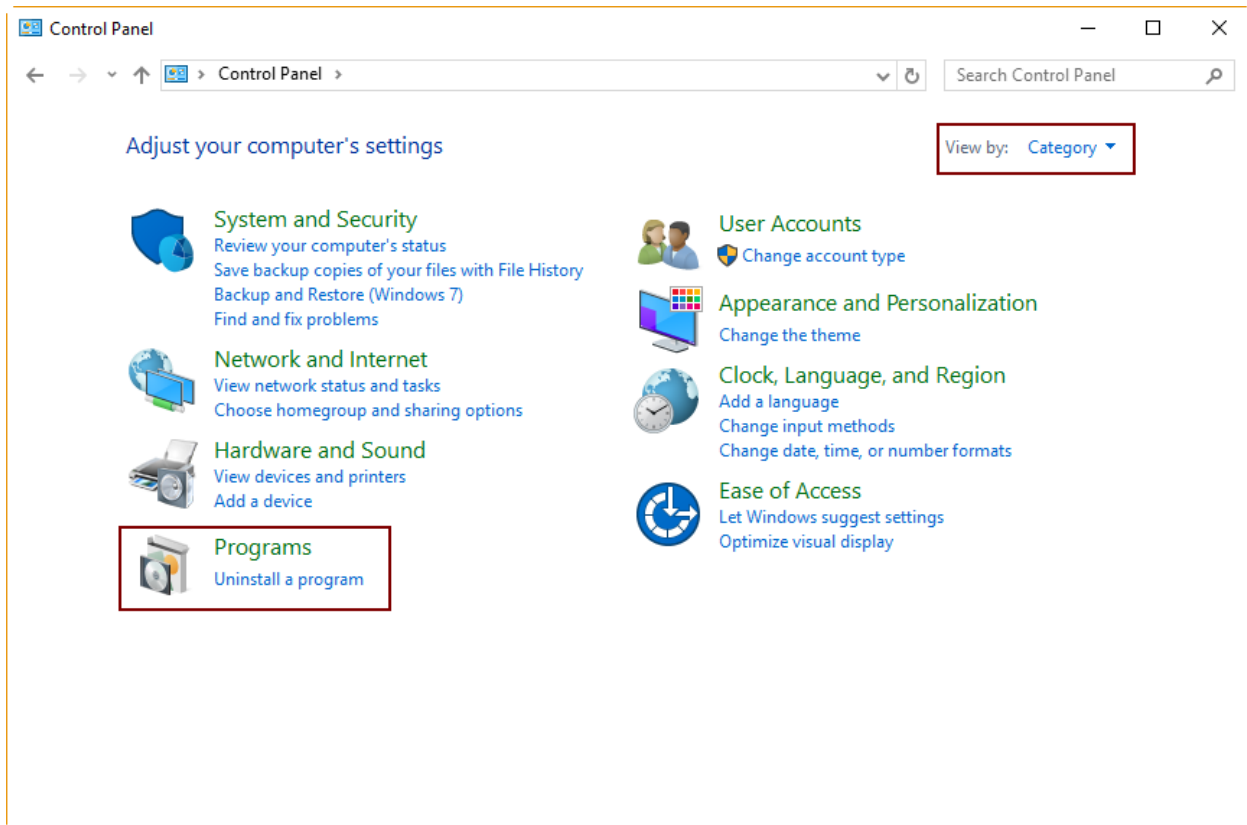 Control Panel
Control Panel
Search Control Panel
Adjust your computer's settings
View by: Category
System and Security
Review your computer's status
Save backup copies of your files with File History
Backup and Restore (Windows 7)
Find and fix problems
Network and Internet
View network status and tasks
Choose homegroup and sharing options
Hardware and Sound
View devices and printers
Add a device
Programs
Uninstall a program
User Accounts
Change account type
Appearance and Personalization
Change the theme
Clock, Language, and Region
Add a language
Change input methods
Change date, time, or number formats
Ease of Access
Let Windows suggest settings
Optimize visual display